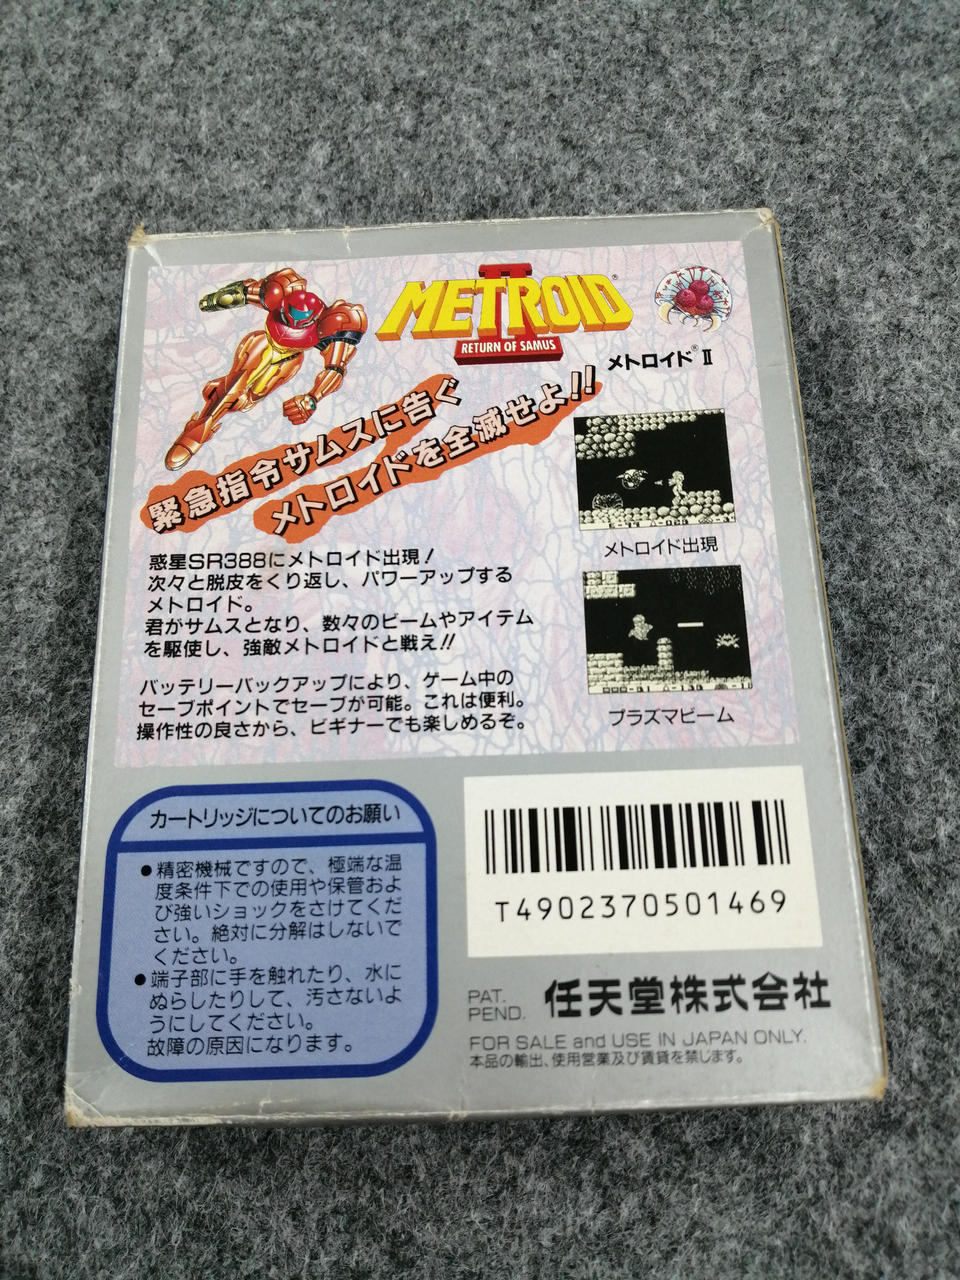 METROID®
II
RETURN OF SAMUS
メトロイド® II
緊急指令サムスに告ぐ
メトロイドを全滅せよ!!
惑星SR388にメトロイド出現!
次々と脱皮をくり返し、パワーアップする
メトロイド。
君がサムスとなり、数々のビームやアイテム
を駆使し、強敵メトロイドと戦え!!
バッテリーバックアップにより、ゲーム中の
セーブポイントでセーブが可能。これは便利。
操作性の良さから、ビギナーでも楽しめるぞ。
メトロイド出現
プラズマビーム
カートリッジについてのお願い
●精密機械ですので、極端な温
度条件下での使用や保管およ
び強いショックをさけてくだ
さい。絶対に分解はしないで
ください。
●端子部に手を触れたり、水に
ぬらしたりして、汚さないよ
うにしてください。
故障の原因になります。
T4902370501469
PAT.
PEND.
任天堂株式会社
FOR SALE and USE IN JAPAN ONLY.
本品の輸出、使用営業及び賃貸を禁じます。